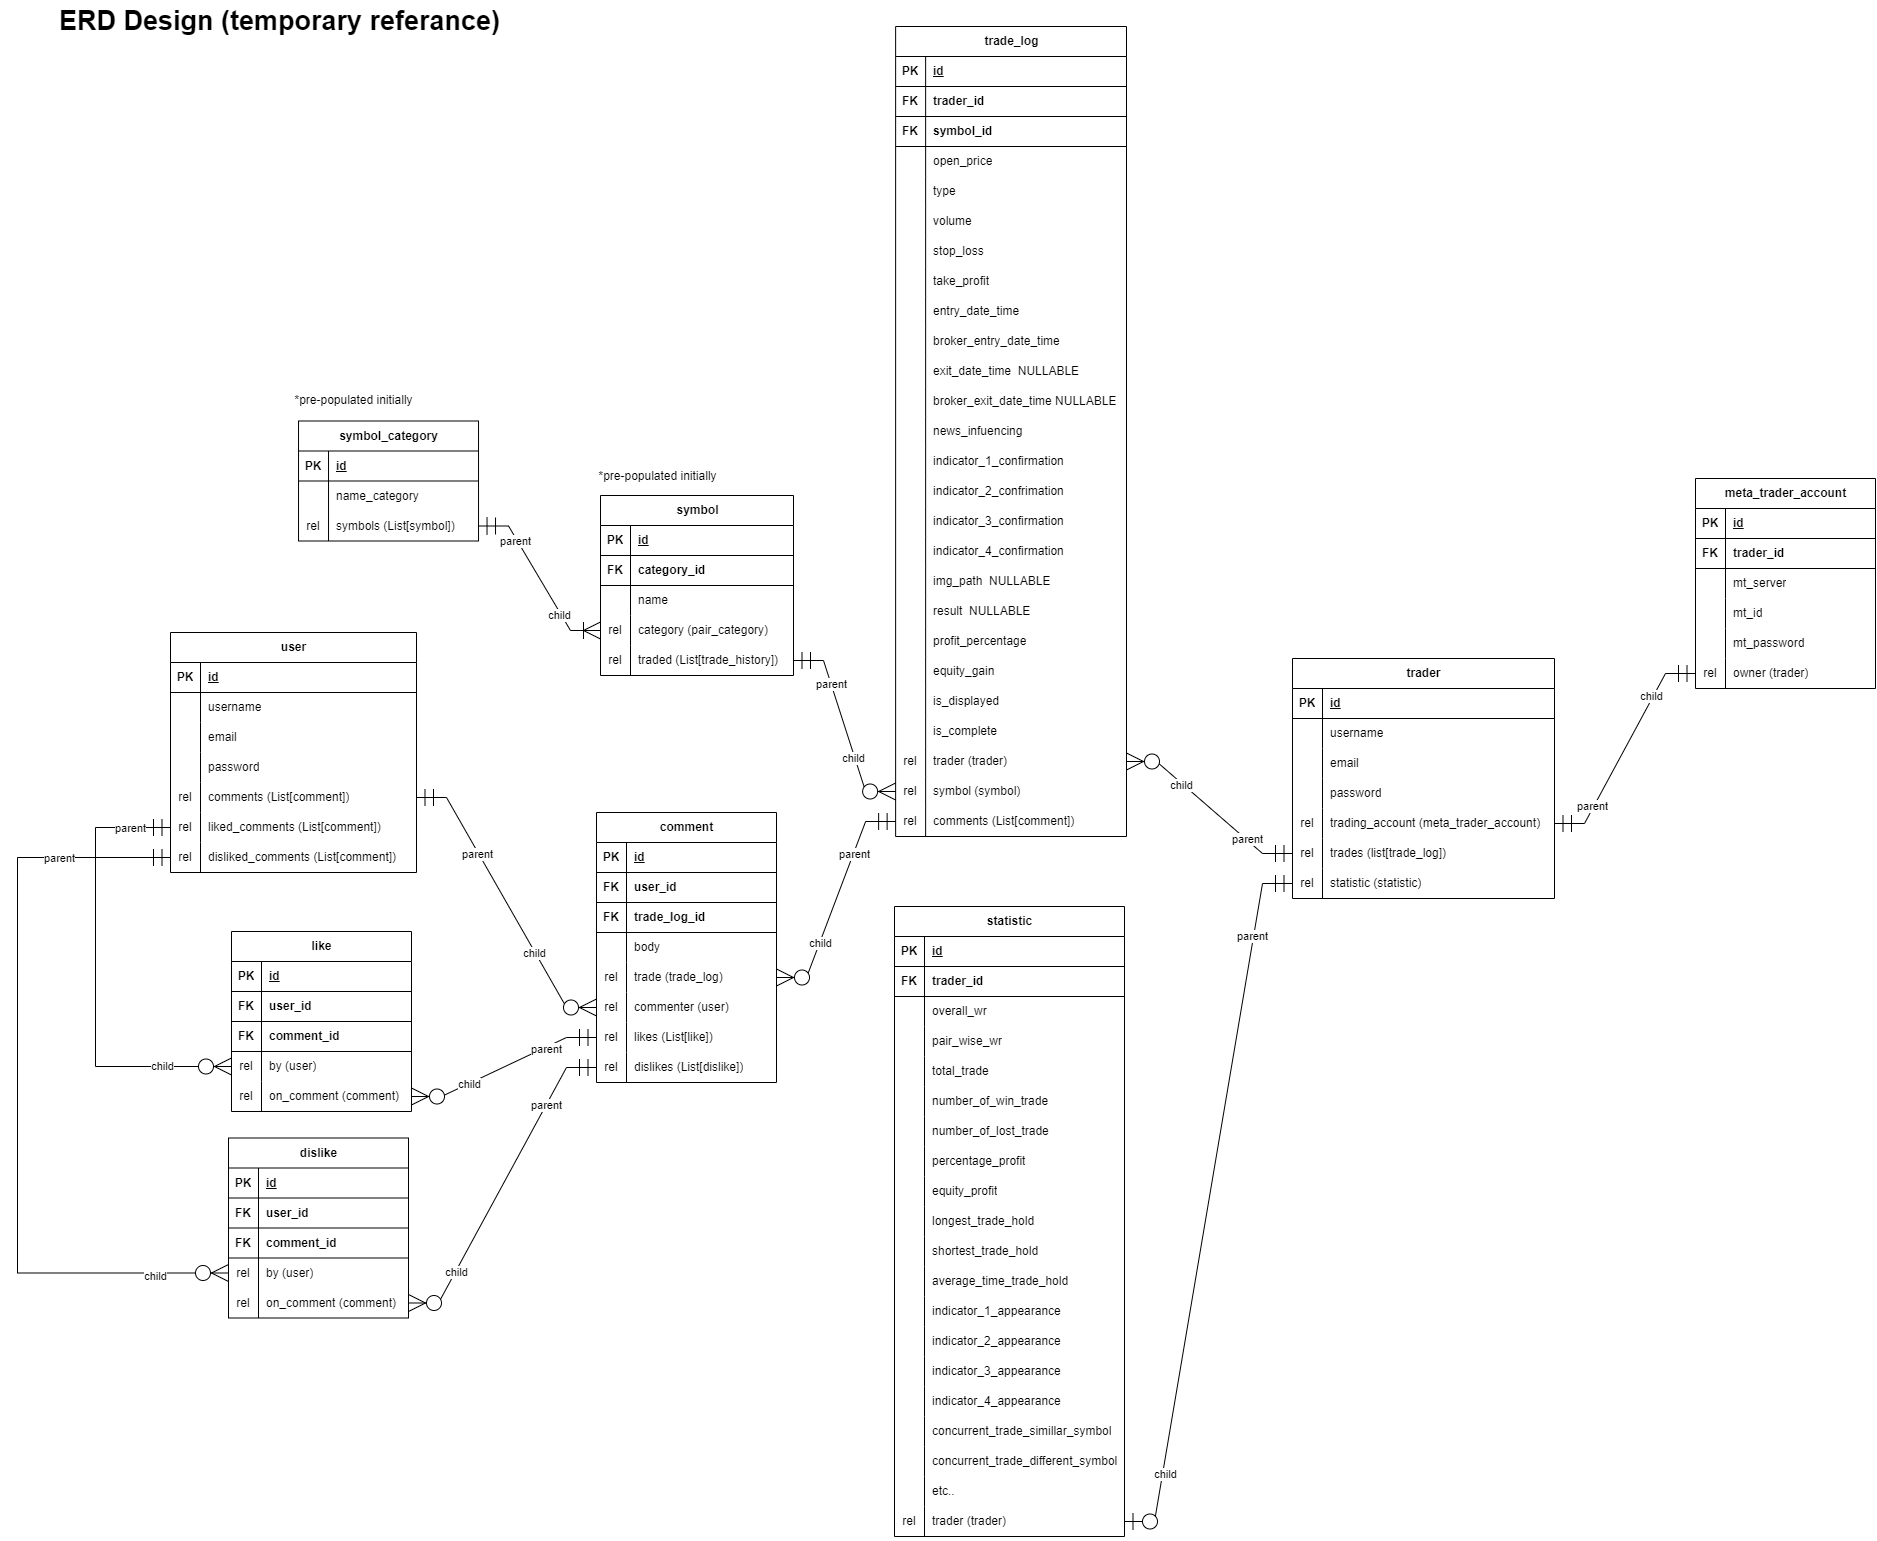 ERD Design (temporary referance)
trade_log
PK id
FK trader_id
FK symbol_id
open_price
type
volume
stop_loss
take_profit
entry_date_time
broker_entry_date_time
exit_date_time NULLABLE
broker_exit_date_time NULLABLE
news_infuencing
indicator_1_confirmation
indicator_2_confrimation
indicator_3_confirmation
indicator_4_confirmation
img_path NULLABLE
result NULLABLE
profit_percentage
equity_gain
is_displayed
is_complete
rel trader (trader)
rel symbol (symbol)
rel comments (List[comment])
*pre-populated initially
symbol_category
PK id
name_category
rel symbols (List[symbol])
parent
child
*pre-populated initially
symbol
PK id
FK category_id
name
rel category (pair_category)
rel traded (List[trade_history])
parent
child
meta_trader_account
PK id
FK trader_id
mt_server
mt_id
mt_password
rel owner (trader)
child
parent
trader
PK id
username
email
password
rel trading_account (meta_trader_account)
rel trades (list[trade_log])
rel statistic (statistic)
child
parent
parent
child
user
PK id
username
email
password
rel comments (List[comment])
rel liked_comments (List[comment])
rel disliked_comments (List[comment])
parent
parent
parent
child
comment
PK id
FK user_id
FK trade_log_id
body
rel trade (trade_log)
rel commenter (user)
rel likes (List[like])
rel dislikes (List[dislike])
parent
child
parent
child
parent
child
like
PK id
FK user_id
FK comment_id
rel by (user)
rel on_comment (comment)
child
dislike
PK id
FK user_id
FK comment_id
rel by (user)
rel on_comment (comment)
child
statistic
PK id
FK trader_id
overall_wr
pair_wise_wr
total_trade
number_of_win_trade
number_of_lost_trade
percentage_profit
equity_profit
longest_trade_hold
shortest_trade_hold
average_time_trade_hold
indicator_1_appearance
indicator_2_appearance
indicator_3_appearance
indicator_4_appearance
concurrent_trade_simillar_symbol
concurrent_trade_different_symbol
etc..
rel trader (trader)